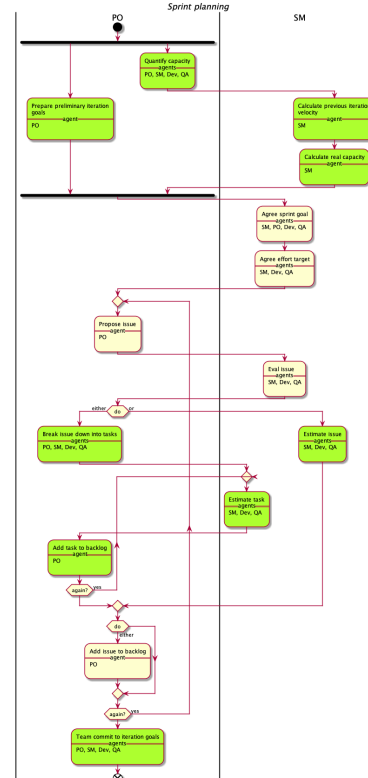 Sprint planning
PO
SM
Quantify capacity
agents
PO, SM, Dev, QA
Prepare preliminary iteration
goals
agent
PO
Calculate previous iteration
velocity
agent
SM
Calculate real capacity
agent
SM
Agree sprint goal
agents
SM, PO, Dev, QA
Agree effort target
agents
SM, Dev, QA
Propose issue
agent
PO
Eval issue
agents
SM, Dev, QA
either
do
or
Break issue down into tasks
agents
PO, SM, Dev, QA
Estimate issue
agents
SM, Dev, QA
Estimate task
agents
SM, Dev, QA
Add task to backlog
agent
PO
again?
yes
do
either
Add issue to backlog
agent
PO
again?
yes
Team commit to iteration goals
agents
PO, SM, Dev, QA